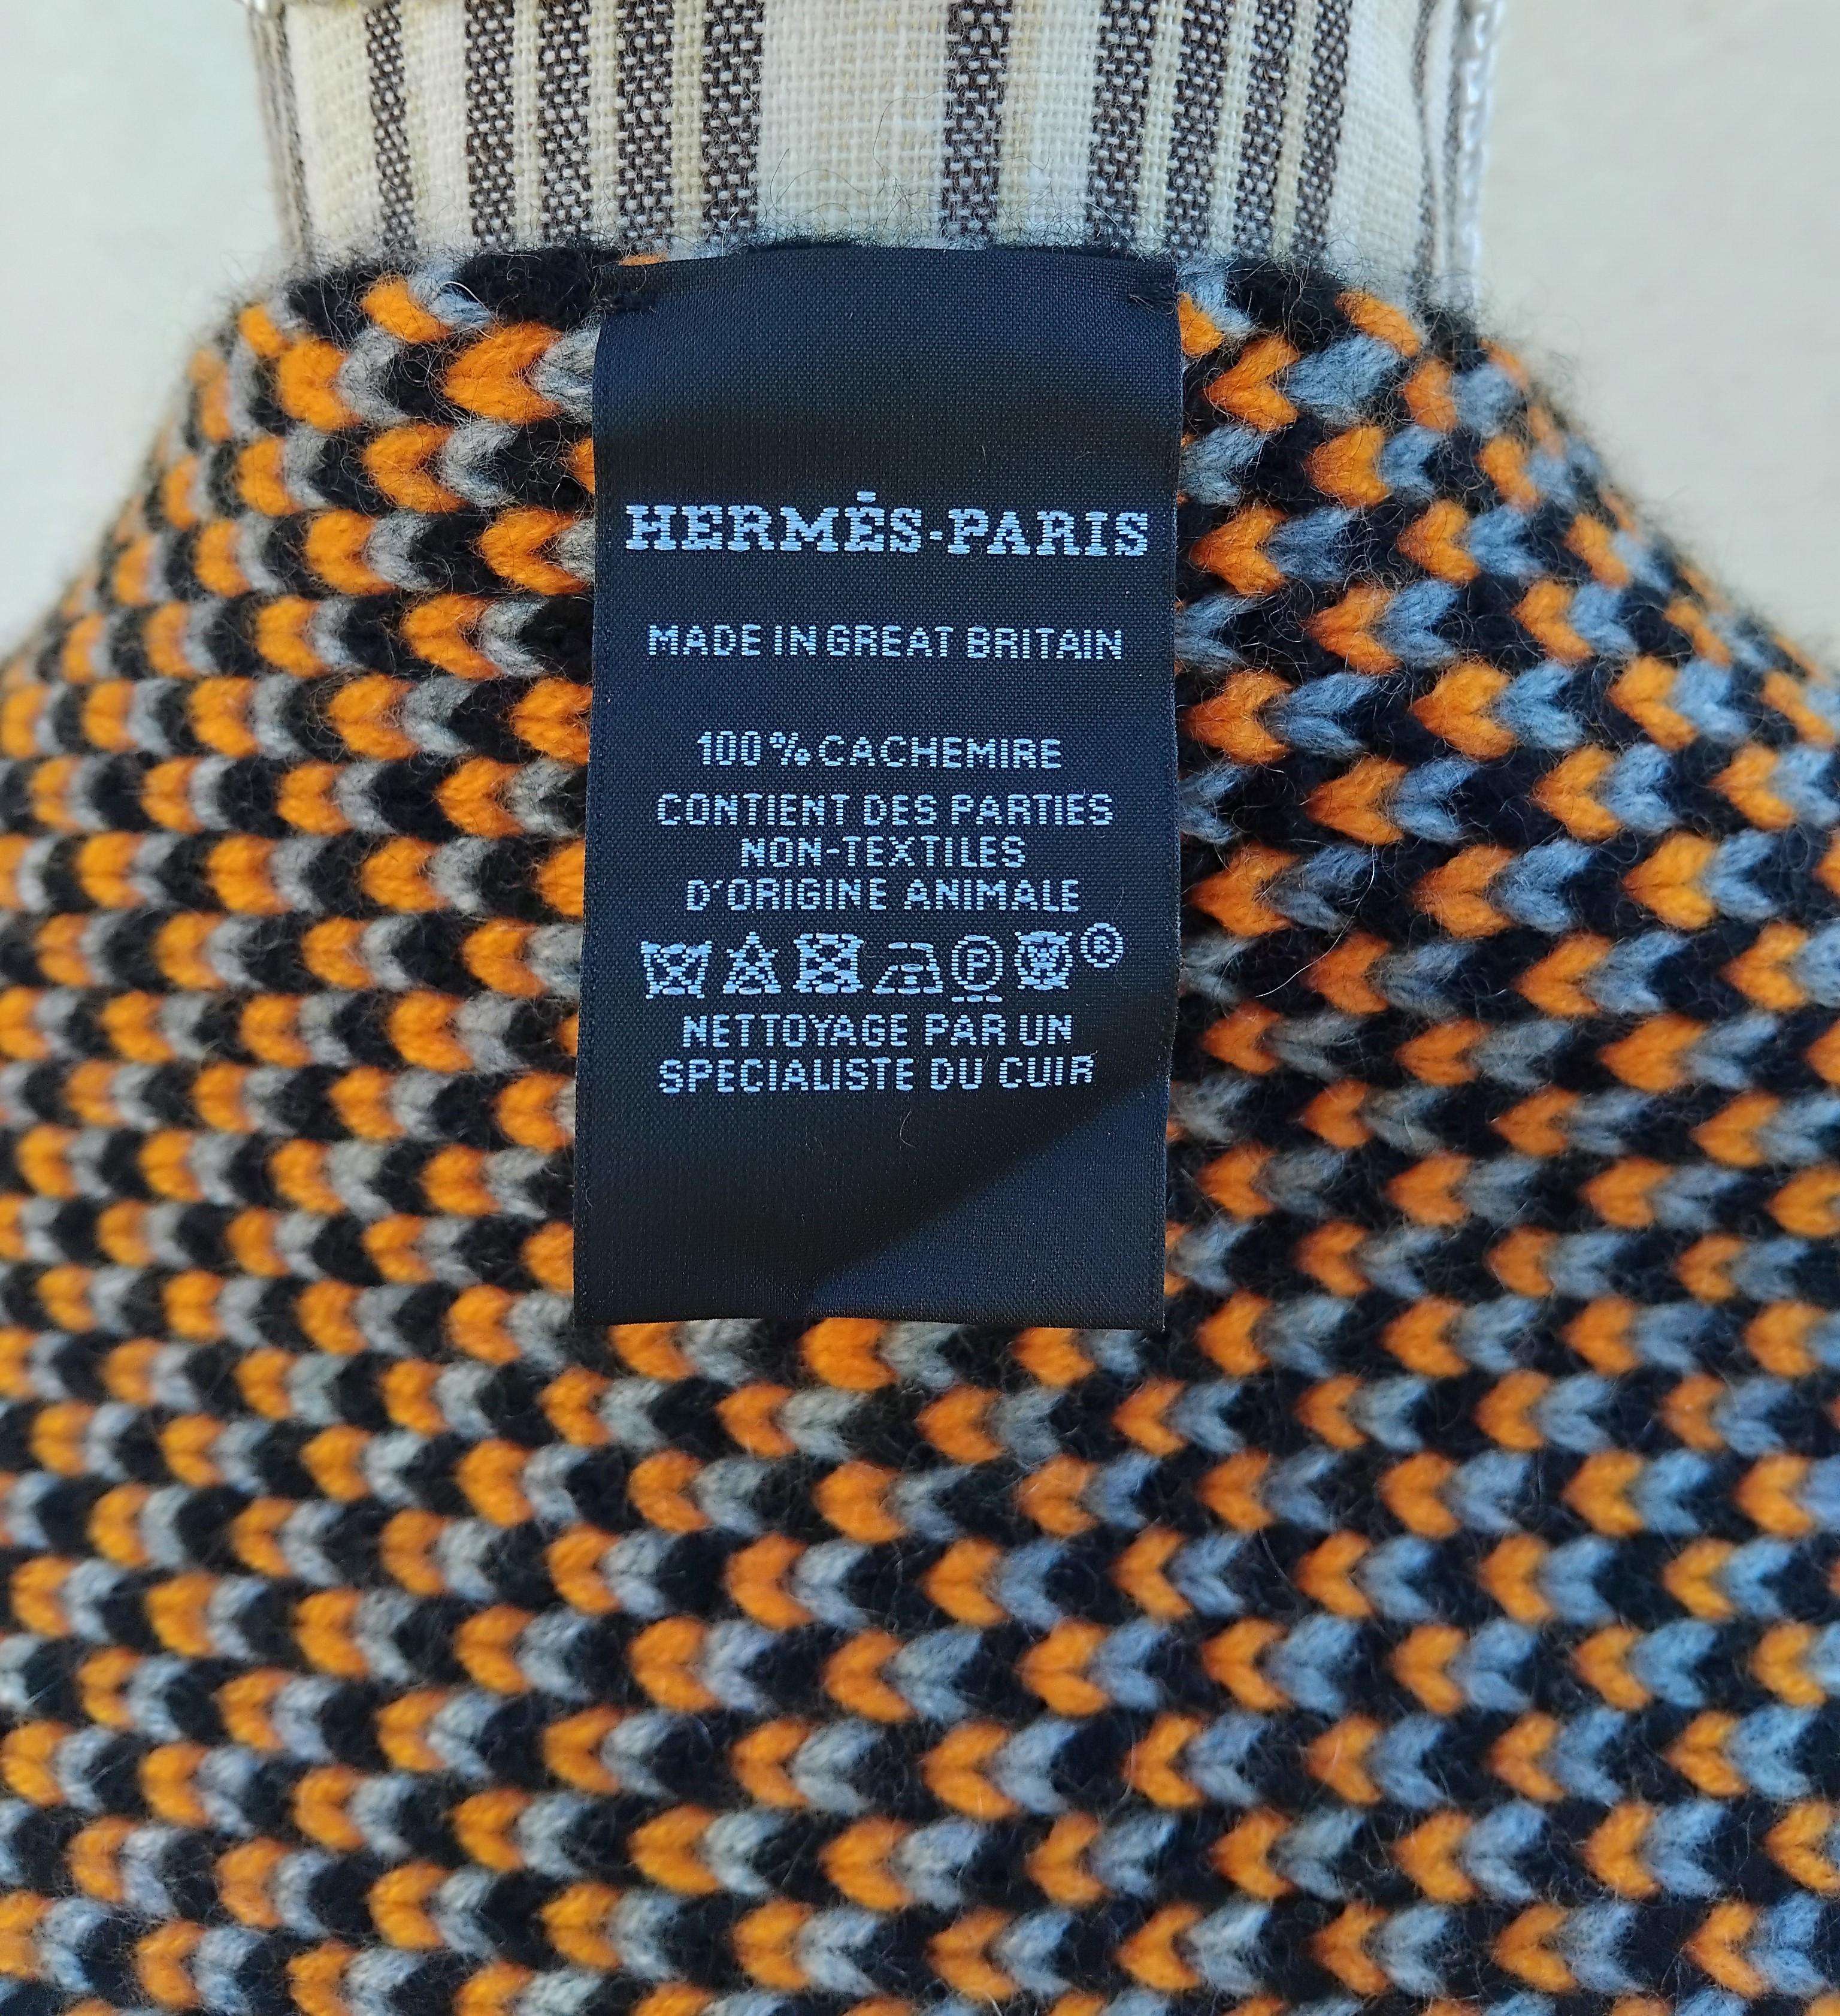 HERMÈS-PARIS
MADE IN GREAT BRITAIN
100% CACHEMIRE
CONTIENT DES PARTIES
NON-TEXTILES
D'ORIGINE ANIMALE
P ®
NETTOYAGE PAR UN
SPECIALISTE DU CUIR